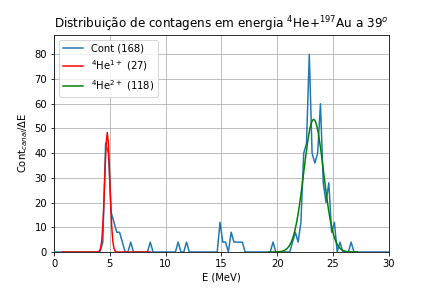 Distribuição de contagens em energia ⁴He+¹⁹⁷Au a 39º
Cont (168)
⁴He¹⁺ (27)
⁴He²⁺ (118)
Cont_canal/ΔE
80
70
60
50
40
30
20
10
0
0 5 10 15 20 25 30
E (MeV)